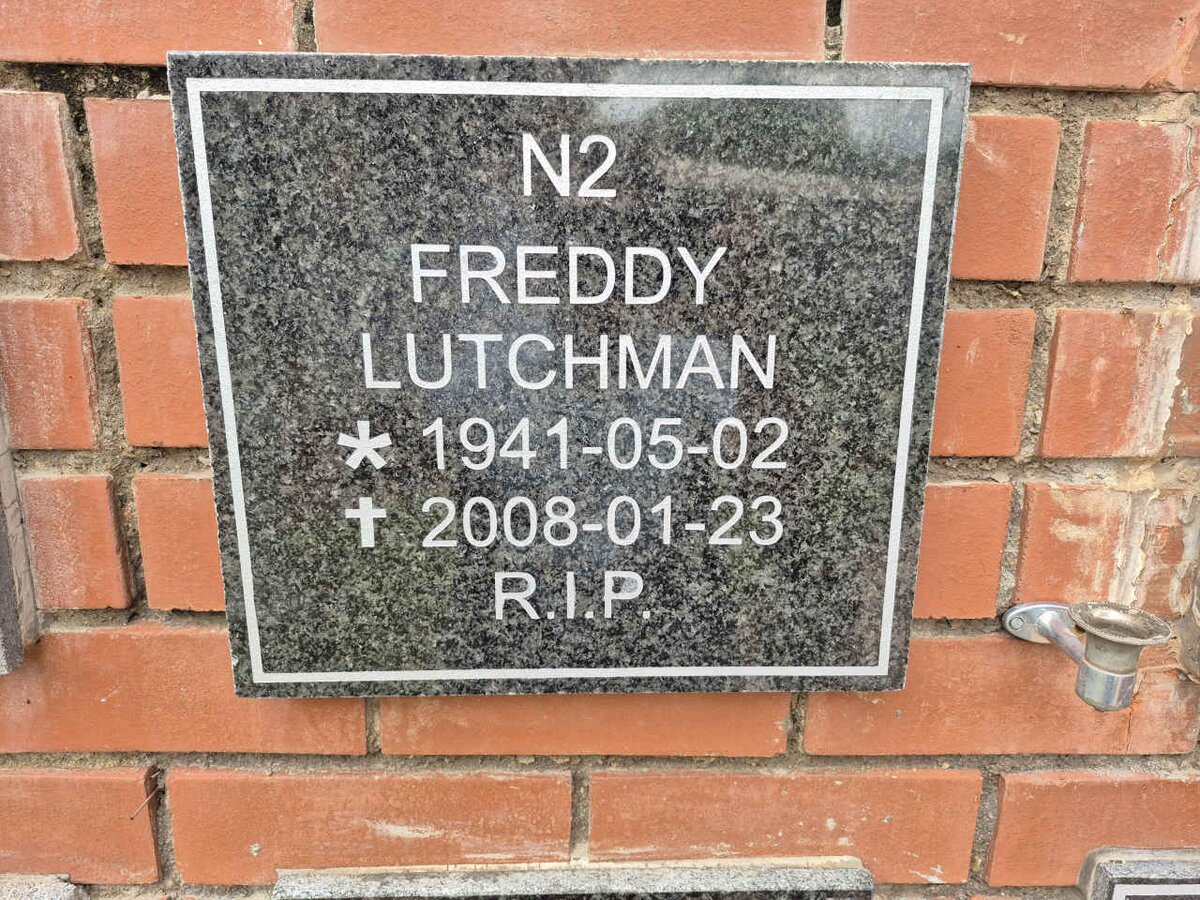 N2
FREDDY
LUTCHMAN
* 1941-05-02
✝ 2008-01-23
R.I.P.